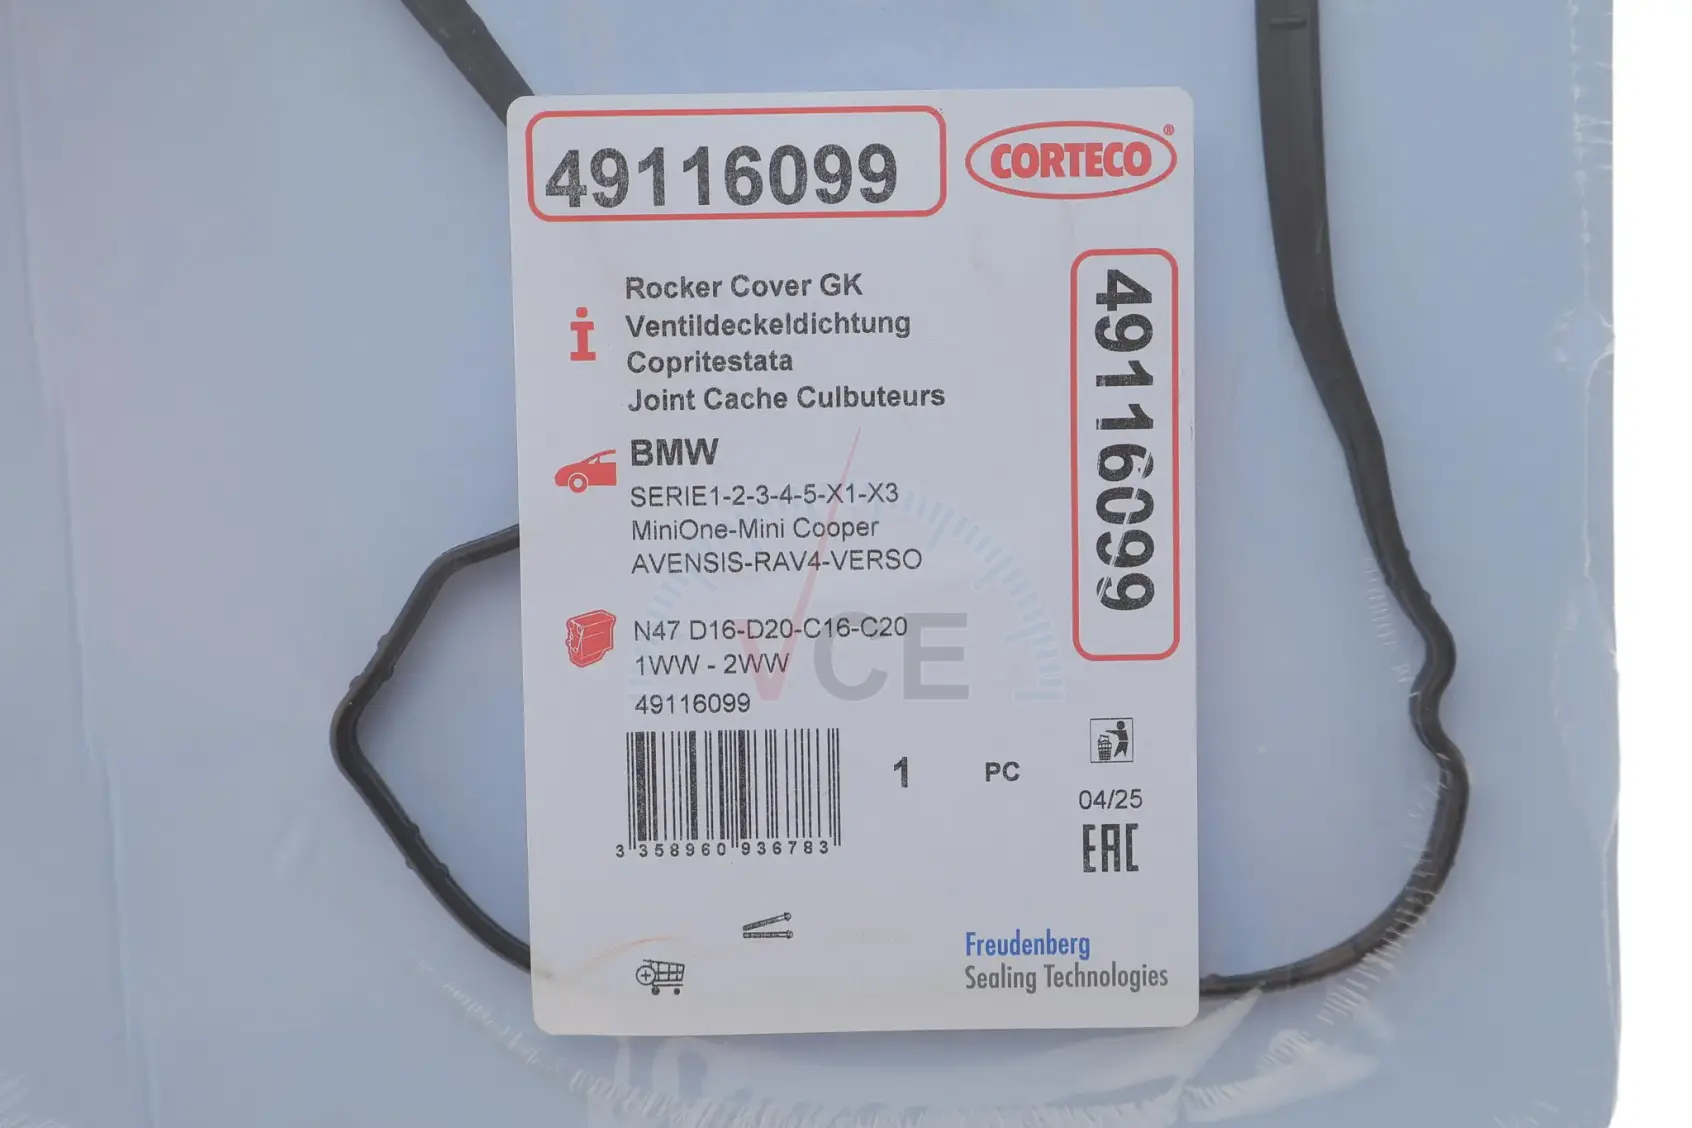 49116099
CORTECO®
Rocker Cover GK
Ventildeckeldichtung
Copritestata
Joint Cache Culbuteurs
49116099
BMW
SERIE1-2-3-4-5-X1-X3
MiniOne-Mini Cooper
AVENSIS-RAV4-VERSO
N47 D16-D20-C16-C20
1WW - 2WW
49116099
VCE
3 358960 936783
1 PC
04/25
EAC
Freudenberg
Sealing Technologies